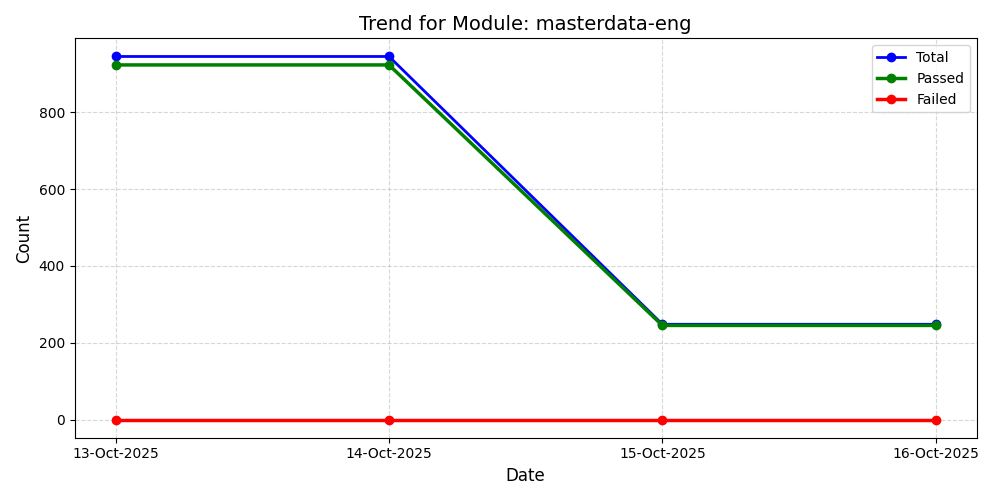 Trend for Module: masterdata-eng
Total
Passed
Failed
Count
800
600
400
200
0
13-Oct-2025
14-Oct-2025
15-Oct-2025
16-Oct-2025
Date